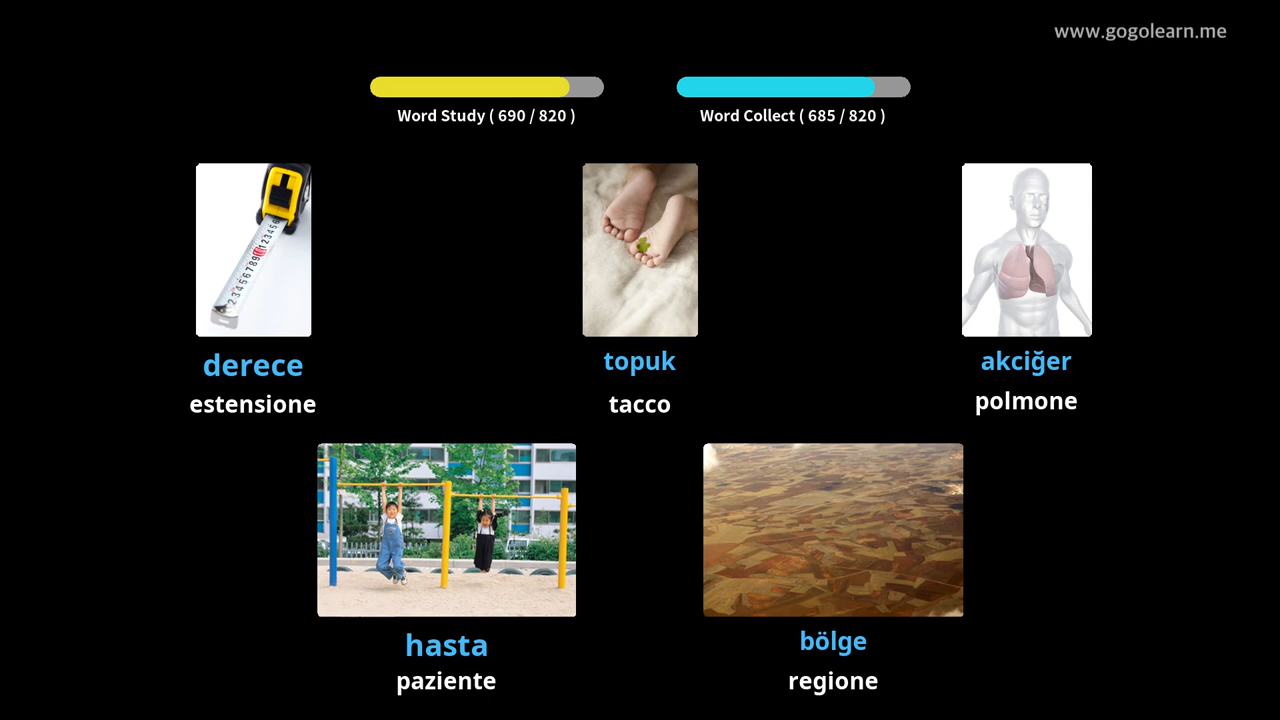 www.gogolearn.me
Word Study ( 690 / 820 )
Word Collect ( 685 / 820 )
derece
estensione
topuk
tacco
akciğer
polmone
hasta
paziente
bölge
regione